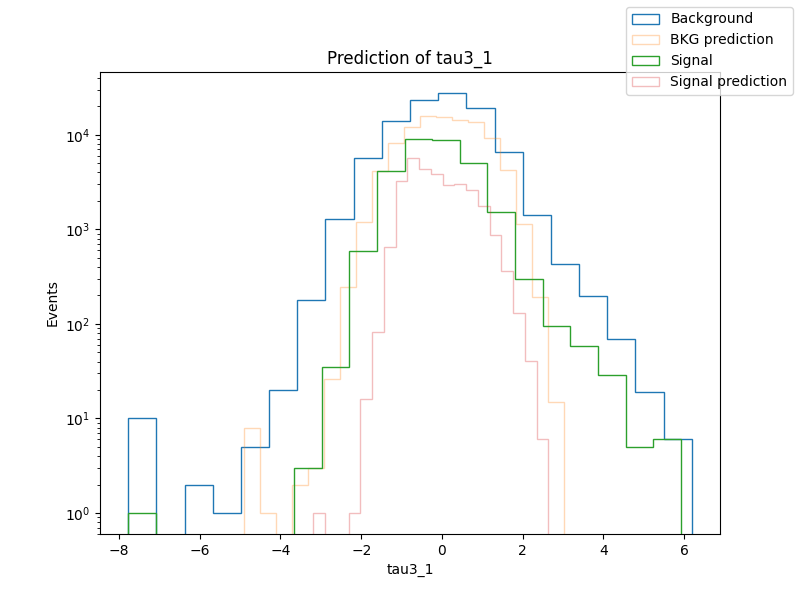 Background
BKG prediction
Signal
Signal prediction
Prediction of tau3_1
Events
10⁴
10³
10²
10¹
10⁰
−8 −6 −4 −2 0 2 4 6
tau3_1